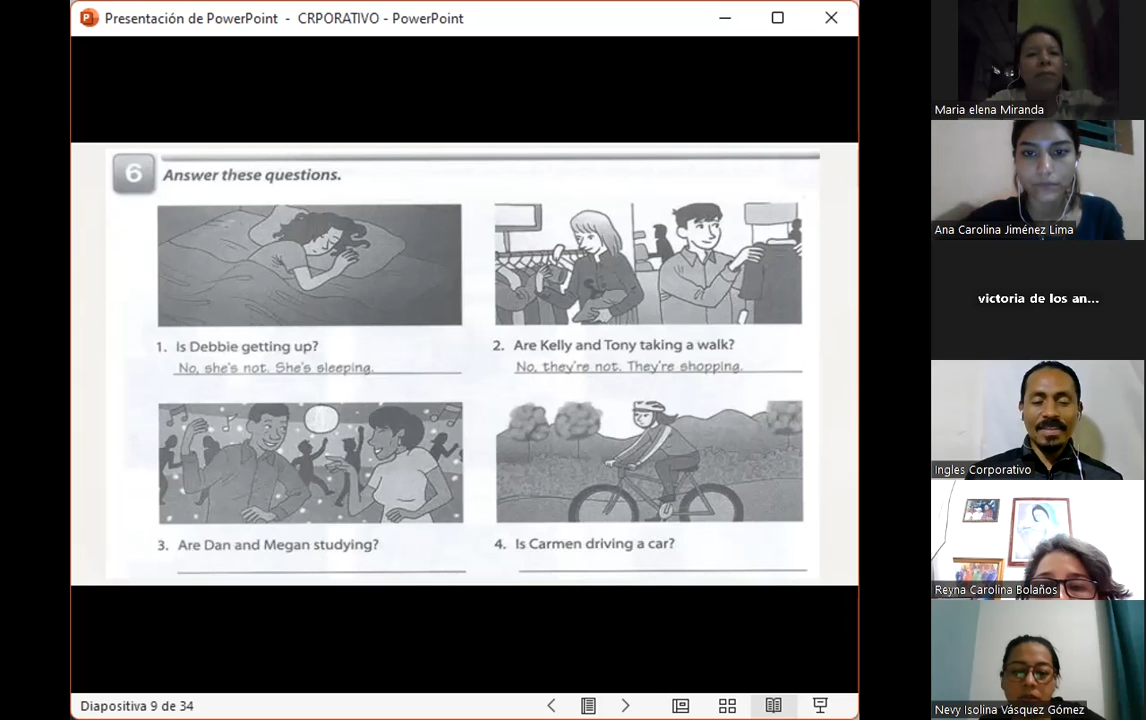 Presentación de PowerPoint - CRPORATIVO - PowerPoint
6
Answer these questions.
1. Is Debbie getting up?
No, she's not. She's sleeping.
2. Are Kelly and Tony taking a walk?
No, they're not. They're shopping.
3. Are Dan and Megan studying?
4. Is Carmen driving a car?
Diapositiva 9 de 34
Maria elena Miranda
Ana Carolina Jiménez Lima
victoria de los an...
Ingles Corporativo
Reyna Carolina Bolaños
Nevy Isolina Vásquez Gómez